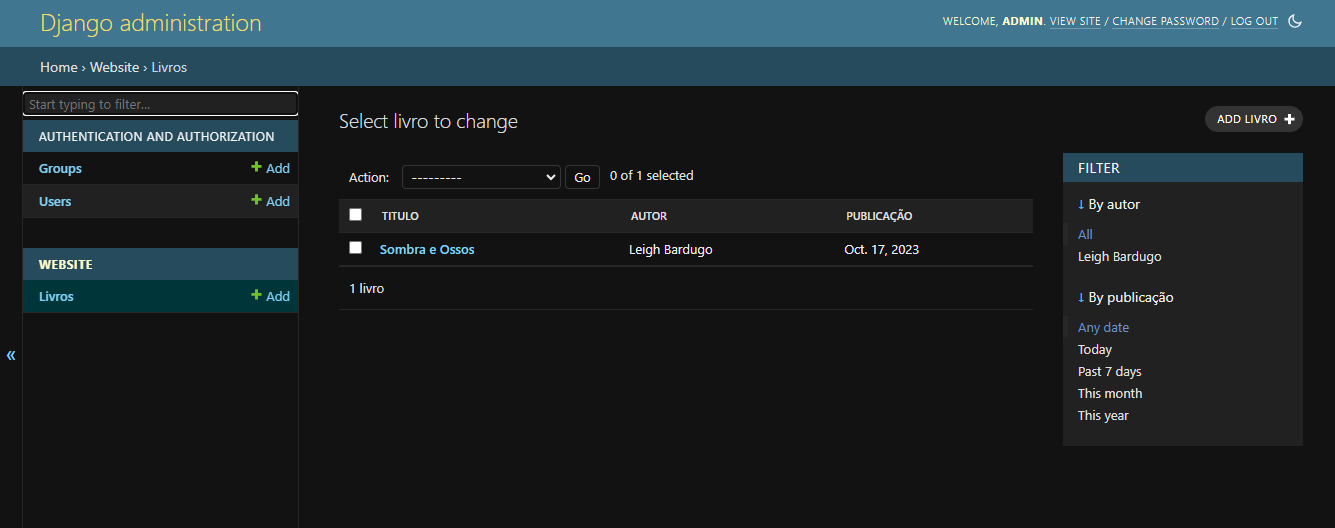 Django administration
WELCOME, ADMIN. VIEW SITE / CHANGE PASSWORD / LOG OUT
Home › Website › Livros
Start typing to filter...
AUTHENTICATION AND AUTHORIZATION
Groups + Add
Users + Add
WEBSITE
Livros + Add
«
Select livro to change
ADD LIVRO +
Action: --------- Go 0 of 1 selected
TITULO AUTOR PUBLICAÇÃO
Sombra e Ossos Leigh Bardugo Oct. 17, 2023
1 livro
FILTER
↓ By autor
All
Leigh Bardugo
↓ By publicação
Any date
Today
Past 7 days
This month
This year